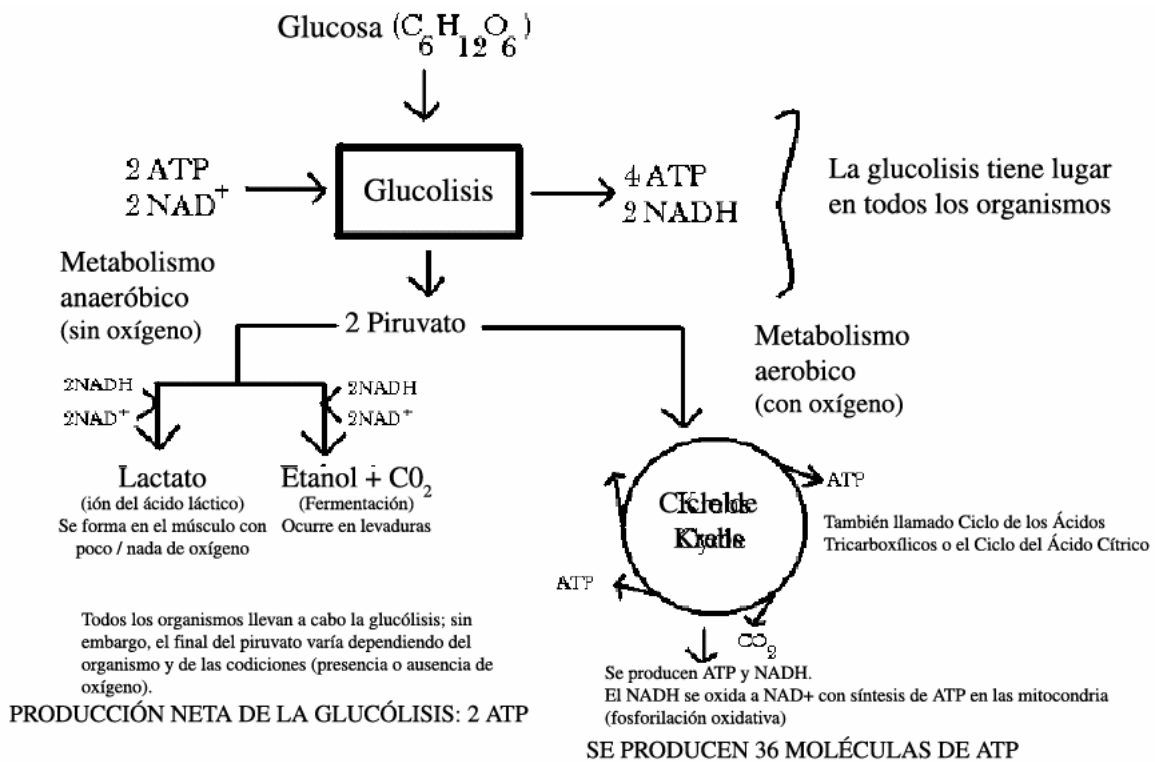 Glucosa (C6H12O6)
2 ATP
2 NAD+
Glucolisis
4 ATP
2 NADH
La glucolisis tiene lugar
en todos los organismos
Metabolismo
anaeróbico
(sin oxígeno)
2 Piruvato
Metabolismo
aerobico
(con oxígeno)
2NADH
2NAD+
2NADH
2NAD+
Lactato
(ión del ácido láctico)
Se forma en el músculo con
poco / nada de oxígeno
Etanol + CO2
(Fermentación)
Ocurre en levaduras
ATP
ATP
CO2
También llamado Ciclo de los Ácidos
Tricarboxílicos o el Ciclo del Ácido Cítrico
Todos los organismos llevan a cabo la glucólisis; sin
embargo, el final del piruvato varía dependiendo del
organismo y de las codiciones (presencia o ausencia de
oxígeno).
PRODUCCIÓN NETA DE LA GLUCÓLISIS: 2 ATP
Se producen ATP y NADH.
El NADH se oxida a NAD+ con síntesis de ATP en las mitocondria
(fosforilación oxidativa)
SE PRODUCEN 36 MOLÉCULAS DE ATP